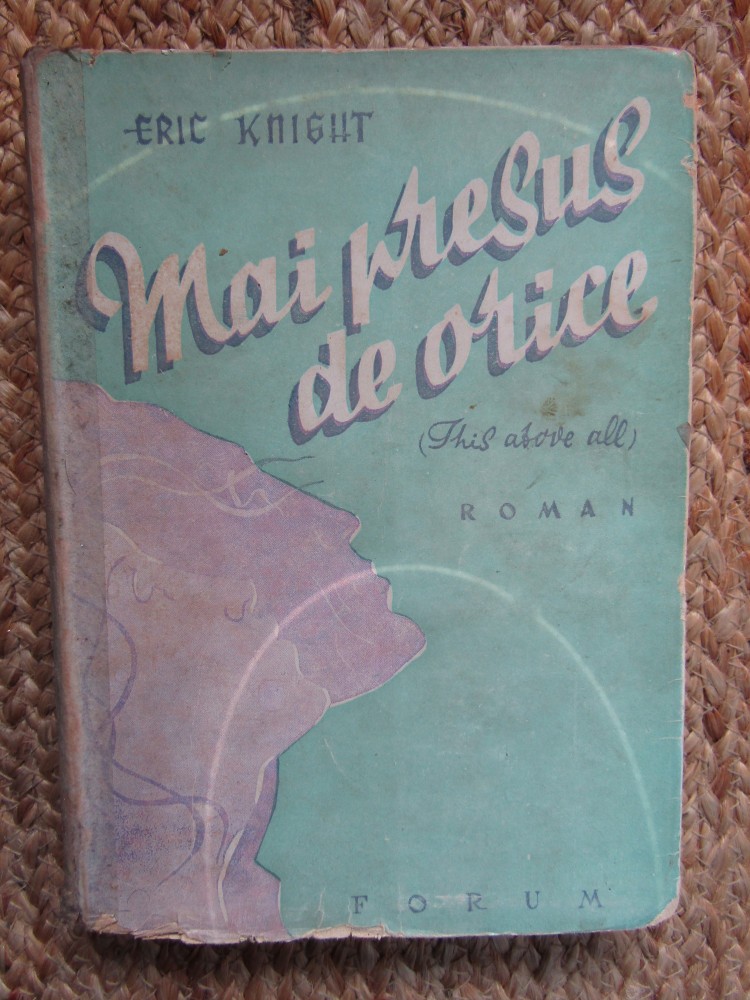 ERIC KNIGHT
Mai presus
de orice
(This above all)
ROMAN
FORUM